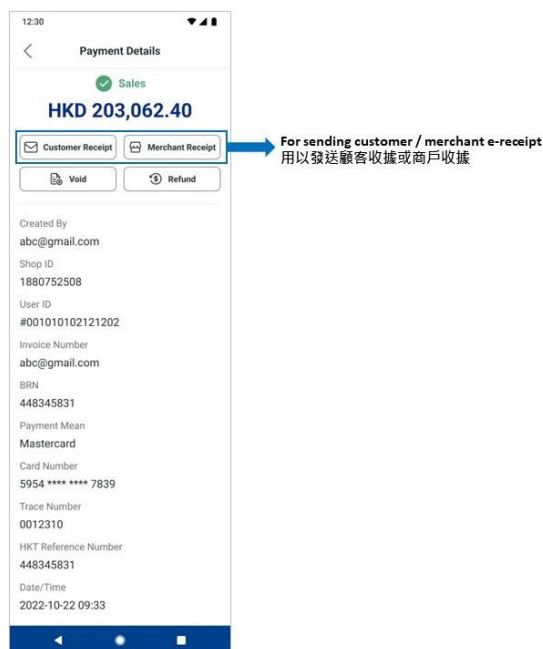 12:30
Payment Details
Sales
HKD 203,062.40
Customer Receipt
Merchant Receipt
For sending customer / merchant e-receipt
用以發送顧客收據或商戶收據
Void
Refund
Created By
abc@gmail.com
Shop ID
1880752508
User ID
#001010102121202
Invoice Number
abc@gmail.com
BRN
448345831
Payment Mean
Mastercard
Card Number
5954 **** **** 7839
Trace Number
0012310
HKT Reference Number
448345831
Date/Time
2022-10-22 09:33